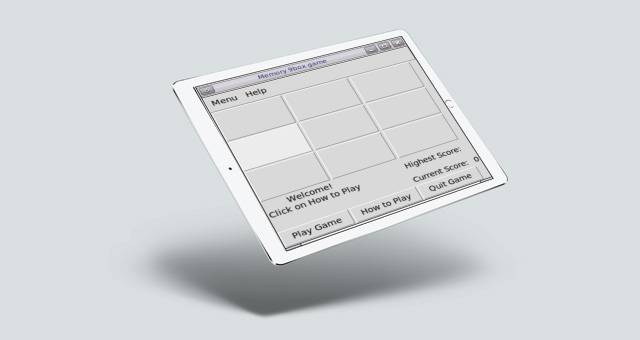 Memory 9box game
Menu Help
Highest Score:
Current Score: 0
Welcome!
Click on How to Play
Play Game How to Play Quit Game